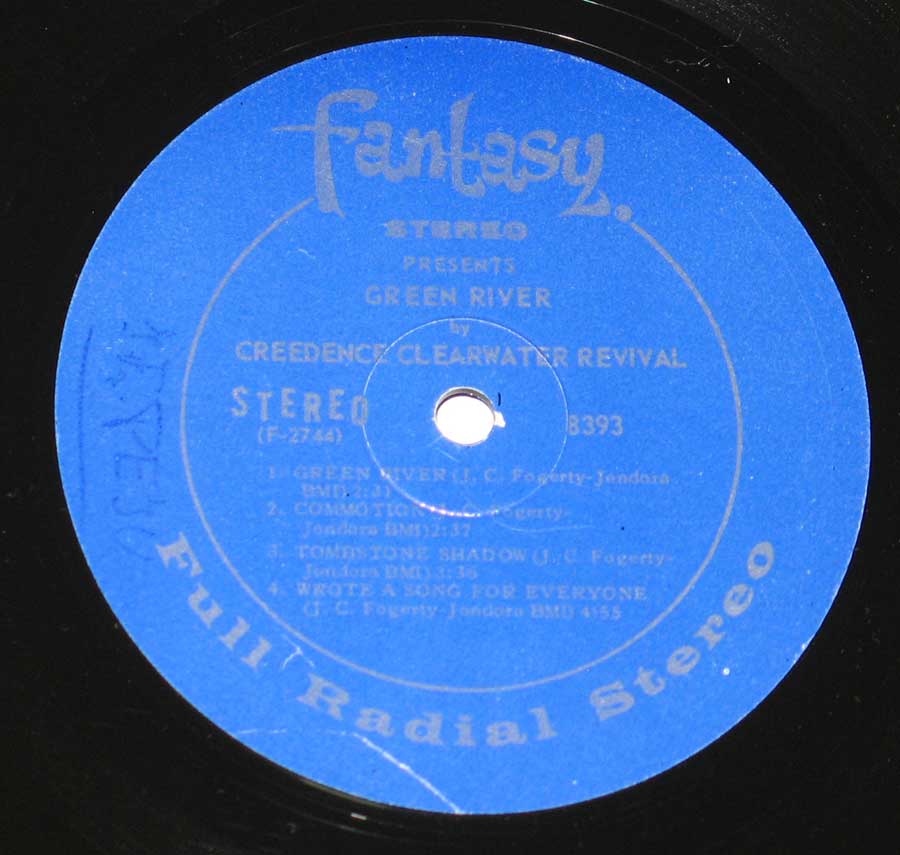 fantasy.
STEREO
PRESENTS
GREEN RIVER
by
CREEDENCE CLEARWATER REVIVAL
STEREO 8393
(F-2744)
1. GREEN RIVER (J. C. Fogerty-Jondora
BMI) 2:31
2. COMMOTION Fogerty-
Jondora BMI) 2:37
3. TOMBSTONE SHADOW (J. C. Fogerty-
Jondora BMI) 3:36
4. WROTE A SONG FOR EVERYONE
(J. C. Fogerty-Jondora BMI) 4:55
Full Radial Stereo